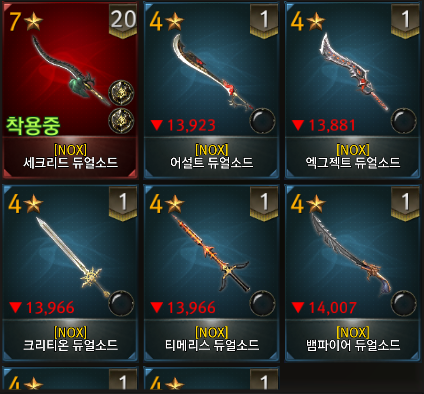 7 20
착용중
[NOX]
세크리드 듀얼소드
4 1
▼13,923
[NOX]
어설트 듀얼소드
4 1
▼13,881
[NOX]
엑그젝트 듀얼소드
4 1
▼13,966
[NOX]
크리티온 듀얼소드
4 1
▼13,966
[NOX]
티메리스 듀얼소드
4 1
▼14,007
[NOX]
뱀파이어 듀얼소드
4 1
4 1